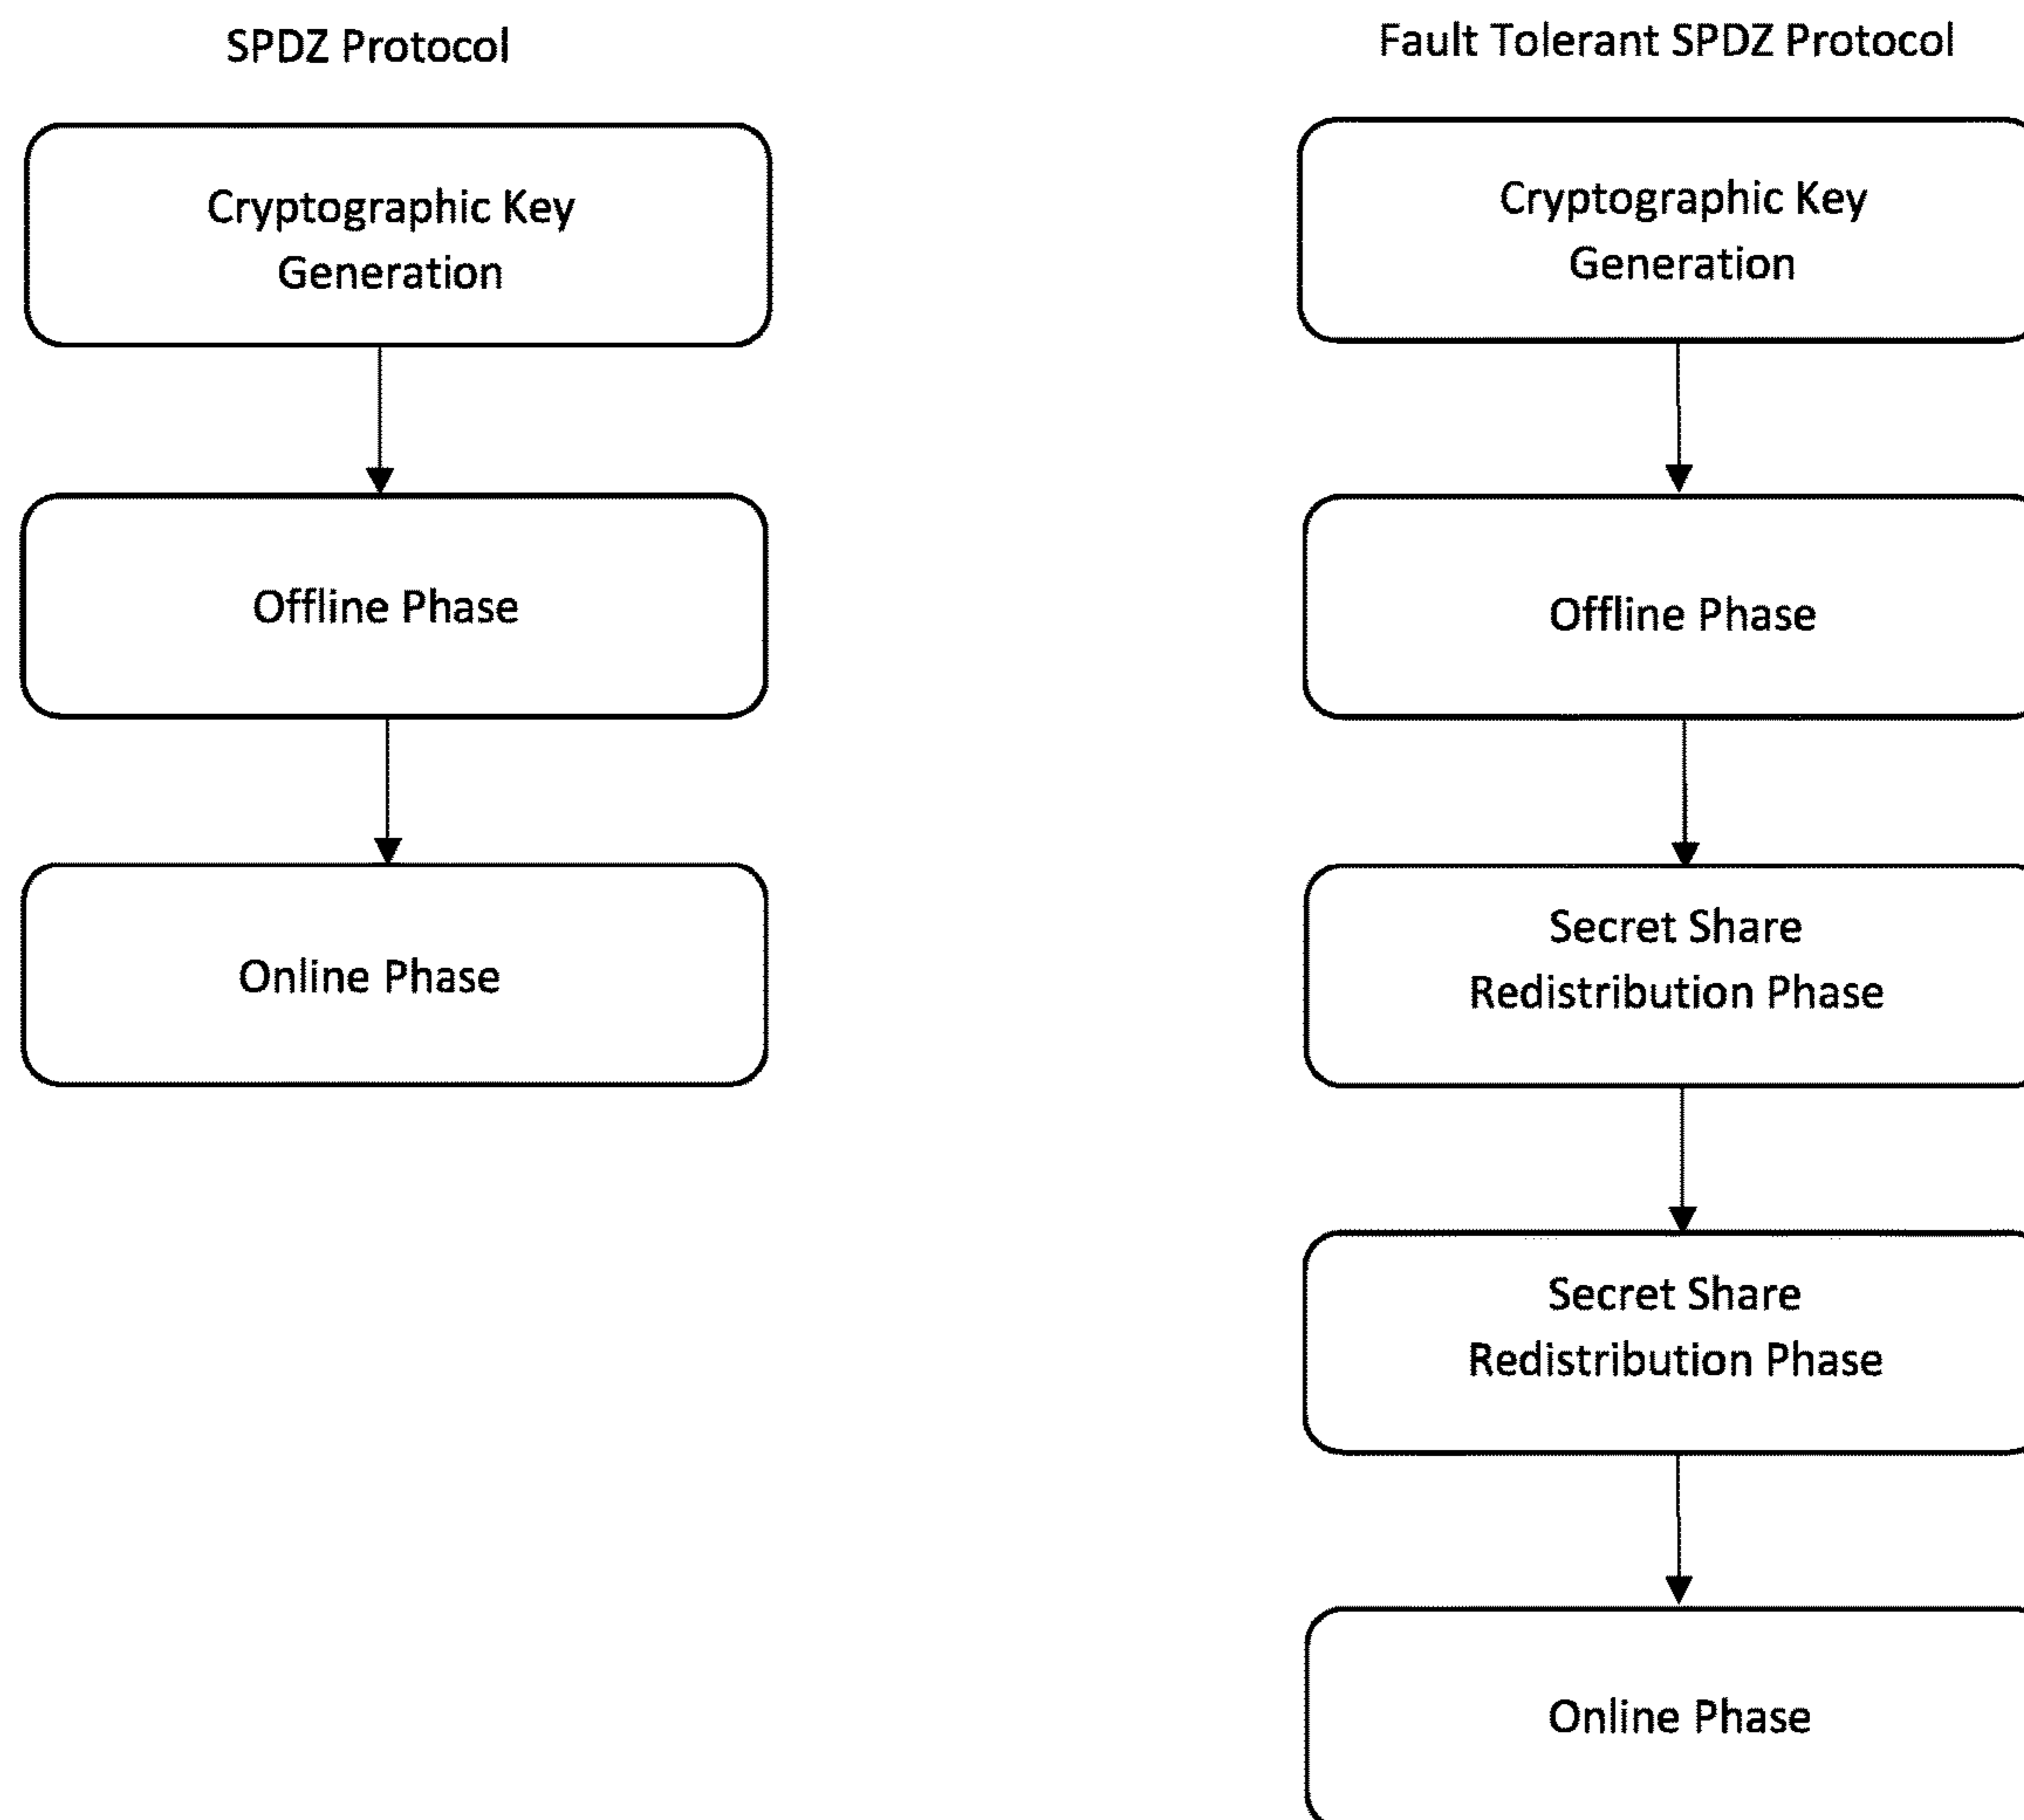 SPDZ Protocol
Cryptographic Key
Generation
Offline Phase
Online Phase
Fault Tolerant SPDZ Protocol
Cryptographic Key
Generation
Offline Phase
Secret Share
Redistribution Phase
Secret Share
Redistribution Phase
Online Phase